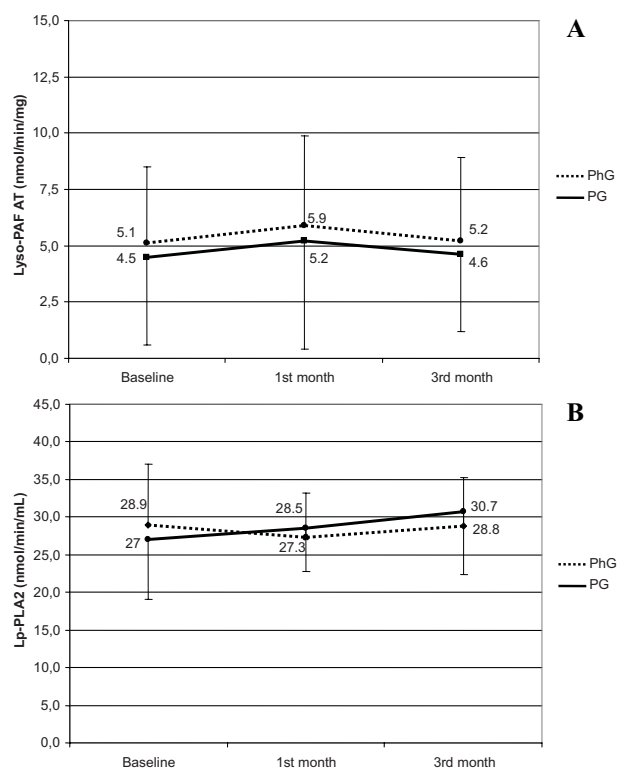 A
15,0
12,5
10,0
7,5
5,0
2,5
0,0
Lyso-PAF AT (nmol/min/mg)
5.1
5.9
5.2
4.5
5.2
4.6
PhG
PG
Baseline 1st month 3rd month
B
45,0
40,0
35,0
30,0
25,0
20,0
15,0
10,0
5,0
0,0
Lp-PLA2 (nmol/min/mL)
28.9
28.5
30.7
27
27.3
28.8
PhG
PG
Baseline 1st month 3rd month